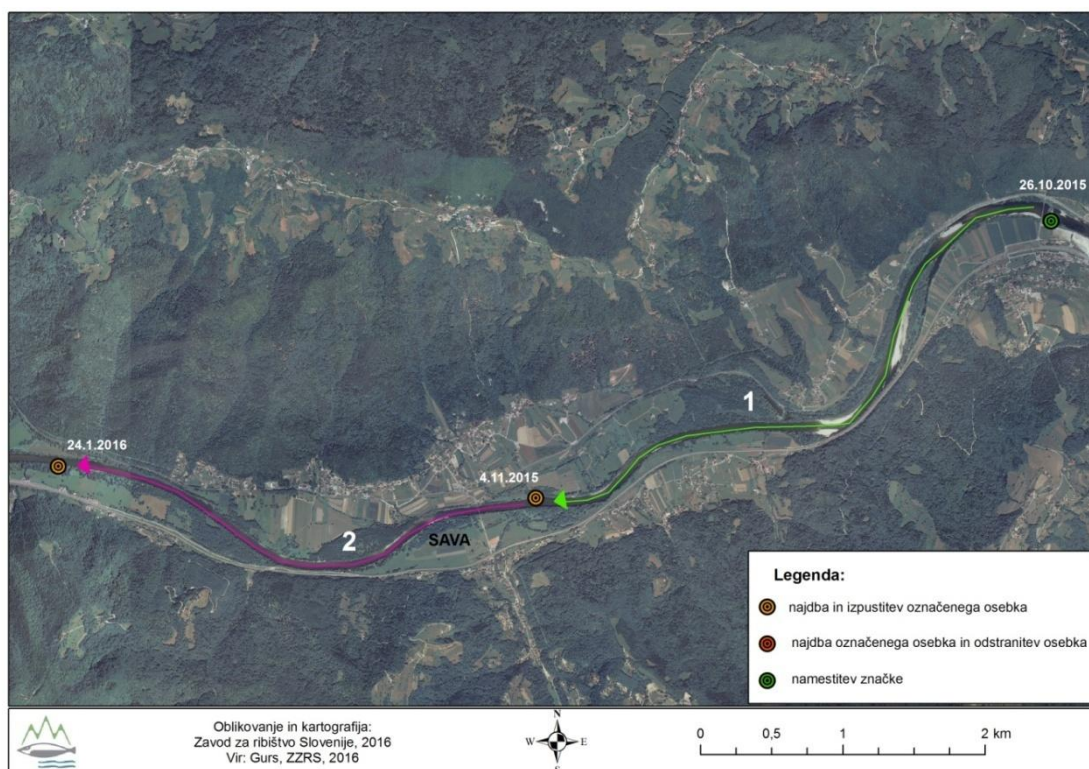 26.10.2015
1
24.1.2016
4.11.2015
2
SAVA
Legenda:
najdba in izpustitev označenega osebka
najdba označenega osebka in odstranitev osebka
namestitev značke
Oblikovanje in kartografija:
Zavod za ribištvo Slovenije, 2016
Vir: Gurs, ZZRS, 2016
N
W E
S
0 0,5 1 2 km